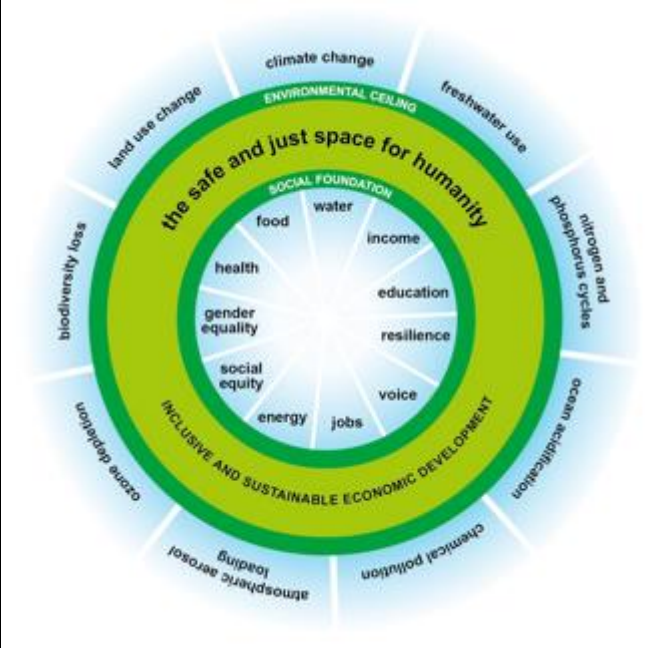 climate change
freshwater use
nitrogen and
phosphorus cycles
ocean acidification
chemical pollution
atmospheric aerosol
loading
ozone depletion
biodiversity loss
land use change
ENVIRONMENTAL CEILING
the safe and just space for humanity
SOCIAL FOUNDATION
water
income
education
resilience
voice
jobs
energy
social
equity
gender
equality
health
food
INCLUSIVE AND SUSTAINABLE ECONOMIC DEVELOPMENT